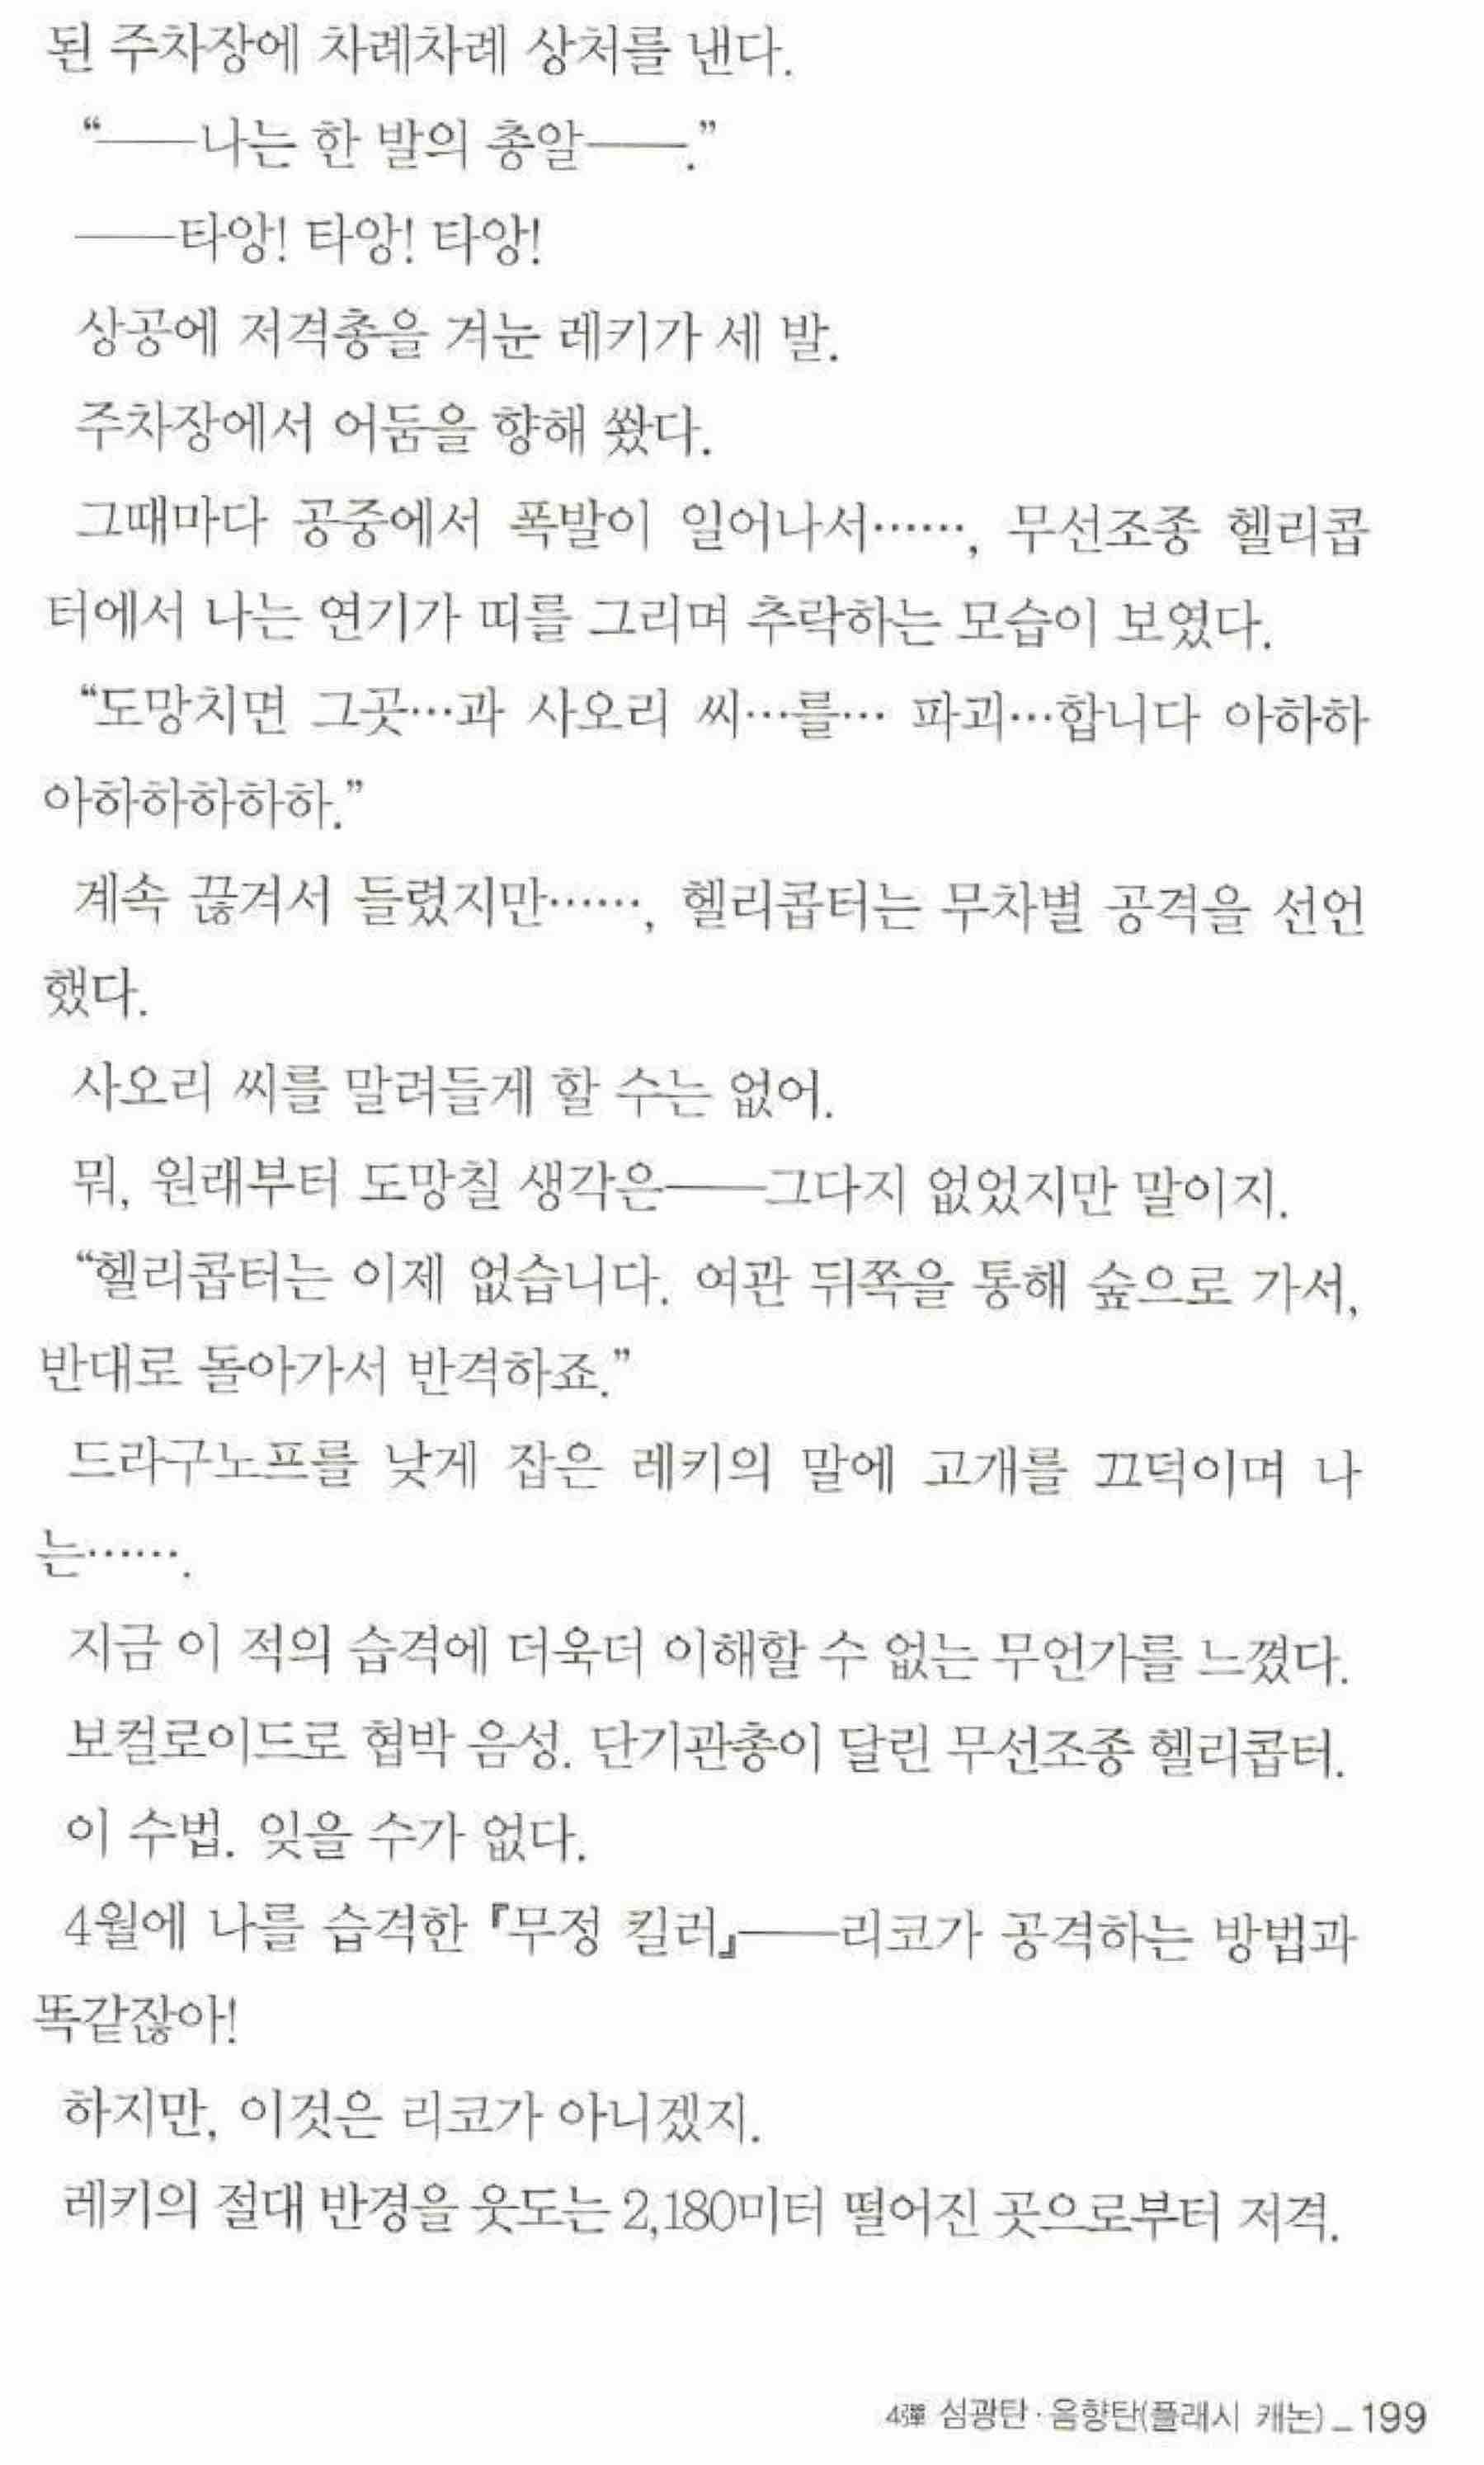 된 주차장에 차례차례 상처를 낸다.
“――나는 한 발의 총알――.”
――타앙! 타앙! 타앙!
상공에 저격총을 겨눈 레키가 세 발.
주차장에서 어둠을 향해 쐈다.
그때마다 공중에서 폭발이 일어나서……, 무선조종 헬리콥
터에서 나는 연기가 띠를 그리며 추락하는 모습이 보였다.
“도망치면 그곳…과 사오리 씨…를… 파괴…합니다 아하하
아하하하하하.”
계속 끊겨서 들렸지만……, 헬리콥터는 무차별 공격을 선언
했다.
사오리 씨를 말려들게 할 수는 없어.
뭐, 원래부터 도망칠 생각은――그다지 없었지만 말이지.
“헬리콥터는 이제 없습니다. 여관 뒤쪽을 통해 숲으로 가서,
반대로 돌아가서 반격하죠.”
드라구노프를 낮게 잡은 레키의 말에 고개를 끄덕이며 나
는…….
지금 이 적의 습격에 더욱더 이해할 수 없는 무언가를 느꼈다.
보컬로이드로 협박 음성. 단기관총이 달린 무선조종 헬리콥터.
이 수법. 잊을 수가 없다.
4월에 나를 습격한 『무정 킬러』――리코가 공격하는 방법과
똑같잖아!
하지만, 이것은 리코가 아니겠지.
레키의 절대 반경을 웃도는 2,180미터 떨어진 곳으로부터 저격.
4彈 섬광탄·음향탄(플래시 캐논)_199